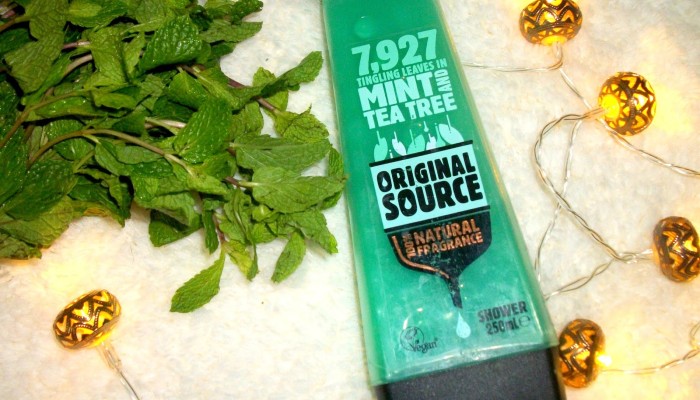 7,927
TINGLING LEAVES IN
MINT AND
TEA TREE
ORiGiNAL
SOURCE
100% NATURAL
FRAGRANCE
SHOWER
250ml e
Vegan